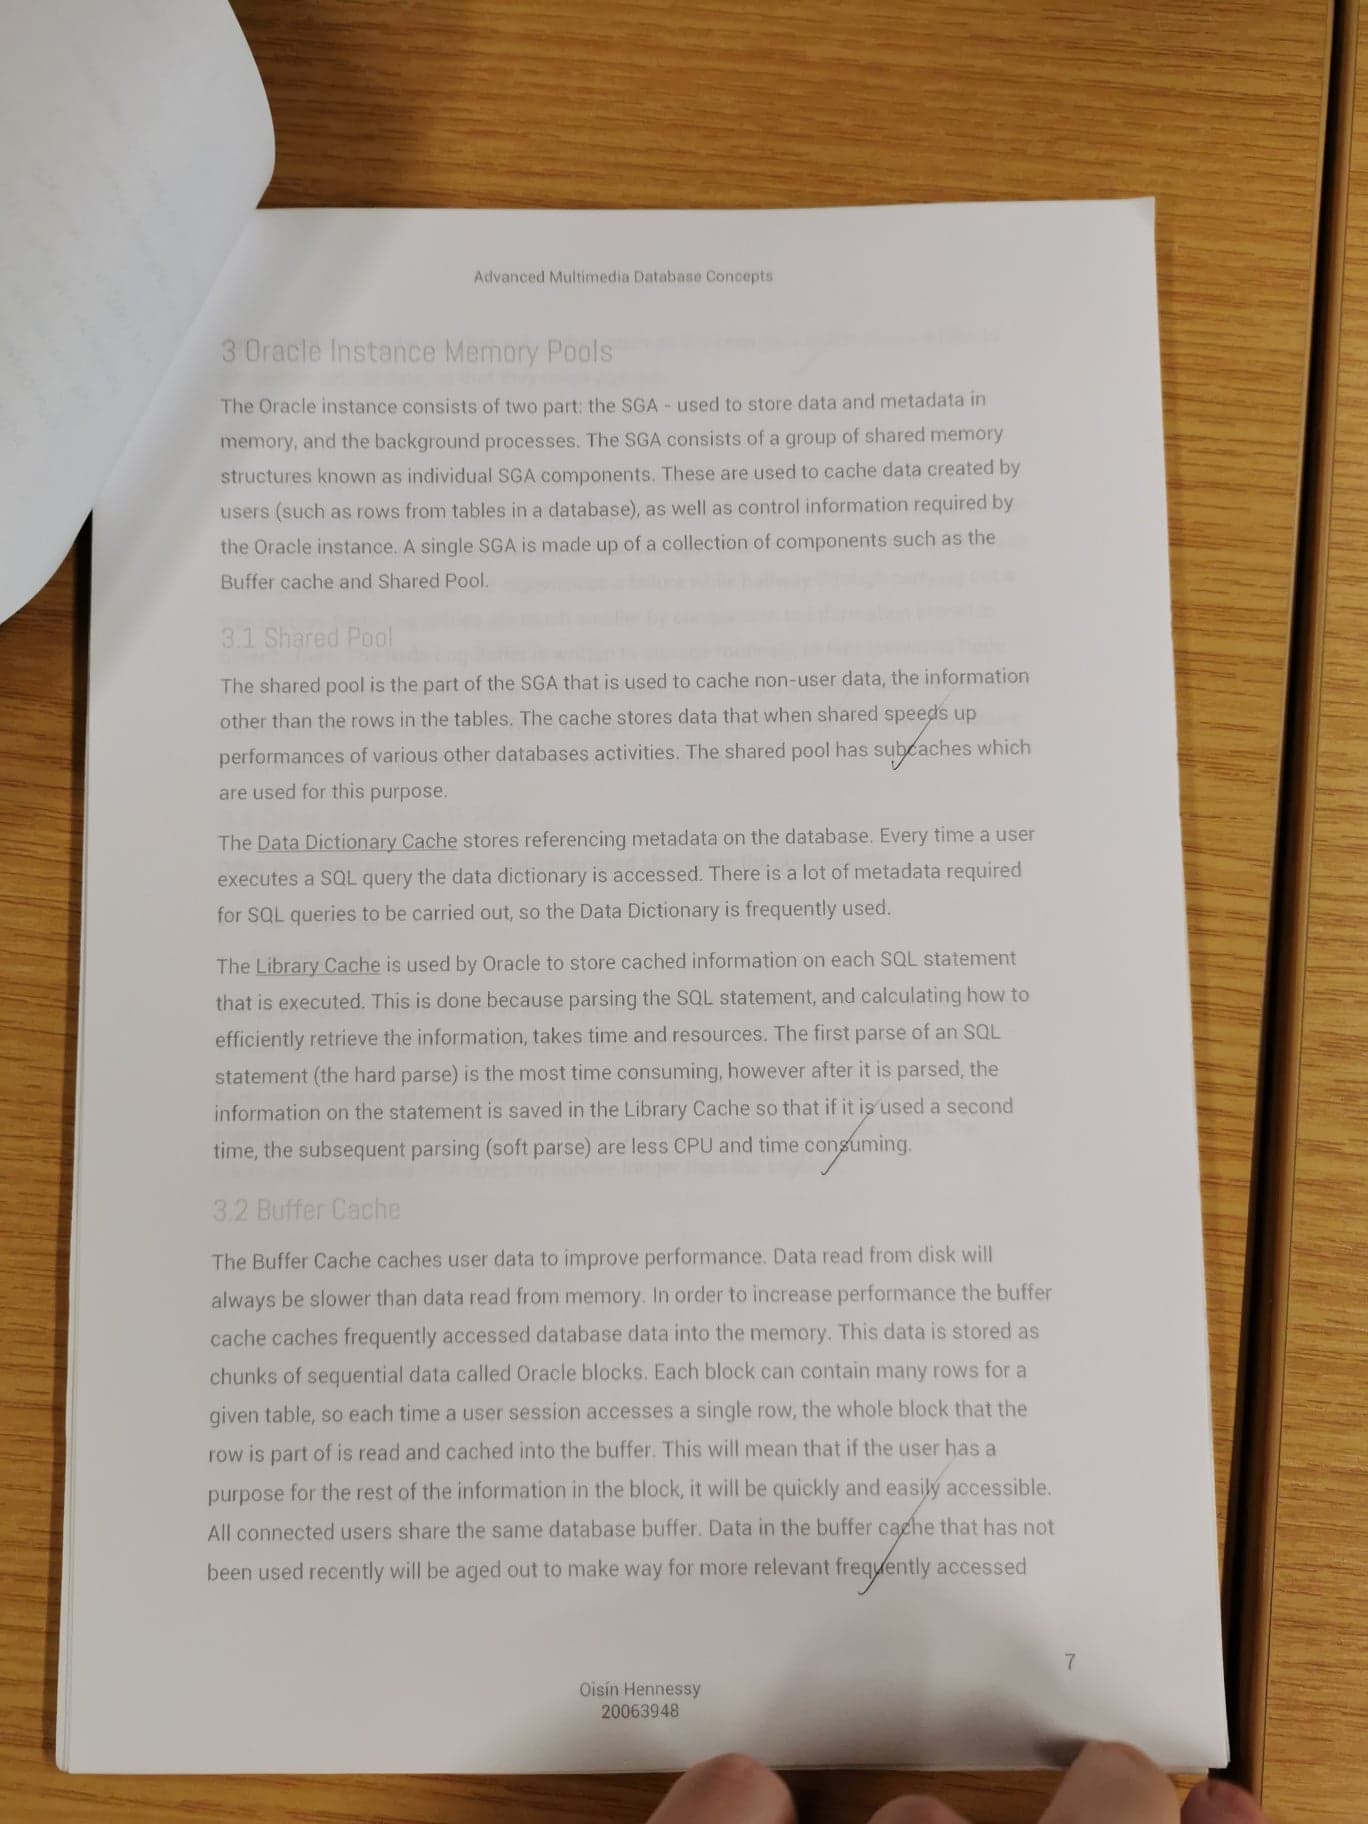 Advanced Multimedia Database Concepts
3 Oracle Instance Memory Pools
The Oracle instance consists of two part: the SGA - used to store data and metadata in
memory, and the background processes. The SGA consists of a group of shared memory
structures known as individual SGA components. These are used to cache data created by
users (such as rows from tables in a database), as well as control information required by
the Oracle instance. A single SGA is made up of a collection of components such as the
Buffer cache and Shared Pool.
3.1 Shared Pool
The shared pool is the part of the SGA that is used to cache non-user data, the information
other than the rows in the tables. The cache stores data that when shared speeds up
performances of various other databases activities. The shared pool has subcaches which
are used for this purpose.
The Data Dictionary Cache stores referencing metadata on the database. Every time a user
executes a SQL query the data dictionary is accessed. There is a lot of metadata required
for SQL queries to be carried out, so the Data Dictionary is frequently used.
The Library Cache is used by Oracle to store cached information on each SQL statement
that is executed. This is done because parsing the SQL statement, and calculating how to
efficiently retrieve the information, takes time and resources. The first parse of an SQL
statement (the hard parse) is the most time consuming, however after it is parsed, the
information on the statement is saved in the Library Cache so that if it is used a second
time, the subsequent parsing (soft parse) are less CPU and time consuming.
3.2 Buffer Cache
The Buffer Cache caches user data to improve performance. Data read from disk will
always be slower than data read from memory. In order to increase performance the buffer
cache caches frequently accessed database data into the memory. This data is stored as
chunks of sequential data called Oracle blocks. Each block can contain many rows for a
given table, so each time a user session accesses a single row, the whole block that the
row is part of is read and cached into the buffer. This will mean that if the user has a
purpose for the rest of the information in the block, it will be quickly and easily accessible.
All connected users share the same database buffer. Data in the buffer cache that has not
been used recently will be aged out to make way for more relevant frequently accessed
7
Oisín Hennessy
20063948